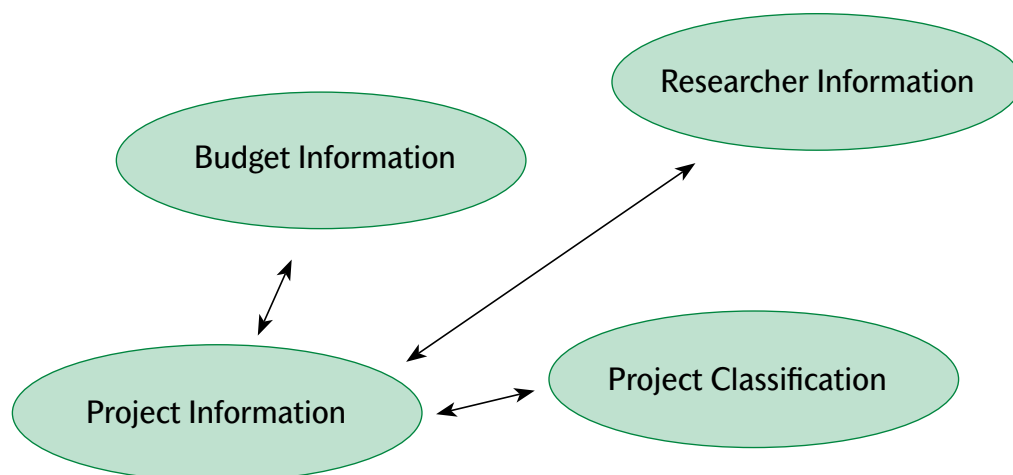 Researcher Information
Budget Information
Project Classification
Project Information